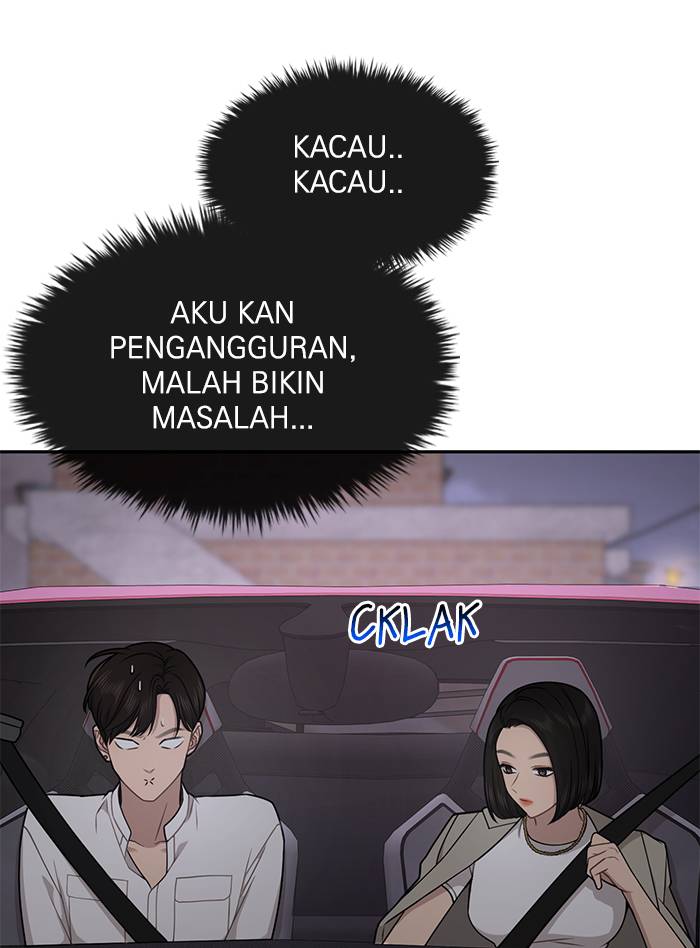 KACAU..
KACAU..
AKU KAN
PENGANGGURAN,
MALAH BIKIN
MASALAH...
CKLAK